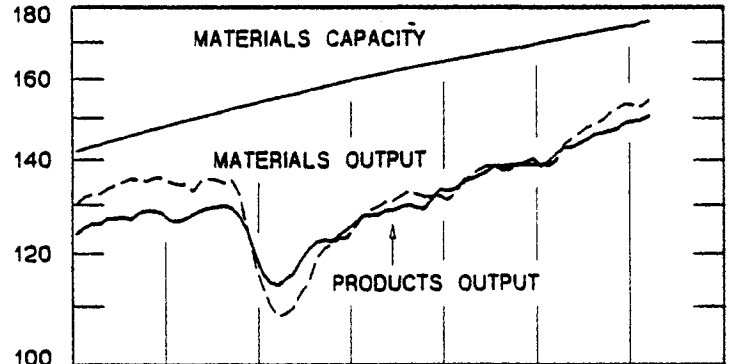 180
MATERIALS CAPACITY
160
MATERIALS OUTPUT
140
120
PRODUCTS OUTPUT
100